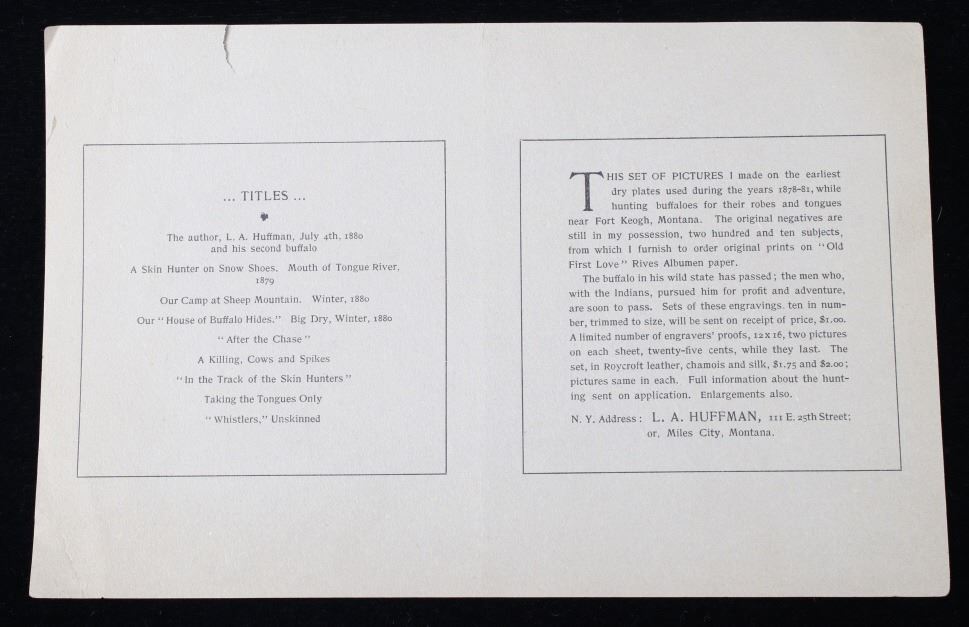 ... TITLES ...
The author, L. A. Huffman, July 4th, 1880
and his second buffalo
A Skin Hunter on Snow Shoes. Mouth of Tongue River,
1879
Our Camp at Sheep Mountain. Winter, 1880
Our "House of Buffalo Hides." Big Dry, Winter, 1880
"After the Chase"
A Killing, Cows and Spikes
"In the Track of the Skin Hunters"
Taking the Tongues Only
"Whistlers," Unskinned
THIS SET OF PICTURES I made on the earliest
dry plates used during the years 1878-81, while
hunting buffaloes for their robes and tongues
near Fort Keogh, Montana. The original negatives are
still in my possession, two hundred and ten subjects,
from which I furnish to order original prints on "Old
First Love" Rives Albumen paper.
The buffalo in his wild state has passed; the men who,
with the Indians, pursued him for profit and adventure,
are soon to pass. Sets of these engravings. ten in num-
ber, trimmed to size, will be sent on receipt of price, $1.00.
A limited number of engravers' proofs, 12x16, two pictures
on each sheet, twenty-five cents, while they last. The
set, in Roycroft leather, chamois and silk, $1.75 and $2.00;
pictures same in each. Full information about the hunt-
ing sent on application. Enlargements also.
N. Y. Address: L. A. HUFFMAN, 111 E. 25th Street;
or, Miles City, Montana.